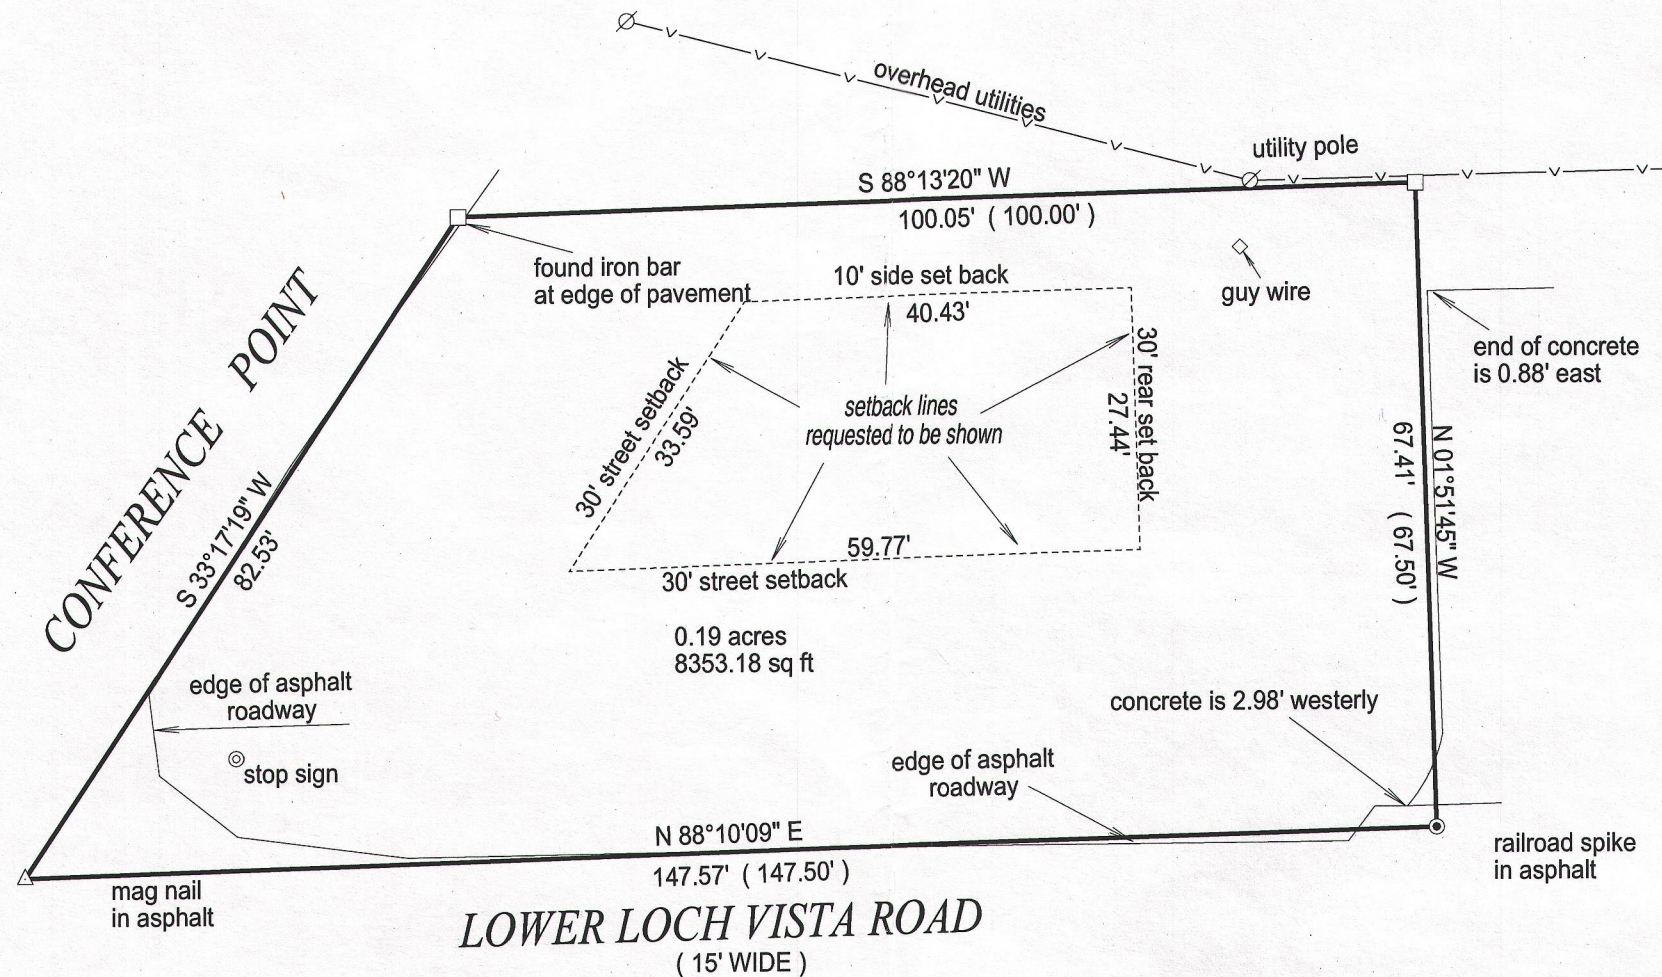 overhead utilities
utility pole
S 88°13'20" W
100.05' ( 100.00' )
found iron bar
at edge of pavement
10' side set back
40.43'
guy wire
end of concrete
is 0.88' east
CONFERENCE POINT
S 33°17'19" W
82.53'
30' street setback
33.59'
setback lines
requested to be shown
30' rear set back
27.44'
N 01°51'45" W
67.41' ( 67.50' )
59.77'
30' street setback
0.19 acres
8353.18 sq ft
edge of asphalt
roadway
stop sign
concrete is 2.98' westerly
edge of asphalt
roadway
N 88°10'09" E
147.57' ( 147.50' )
railroad spike
in asphalt
mag nail
in asphalt
LOWER LOCH VISTA ROAD
( 15' WIDE )